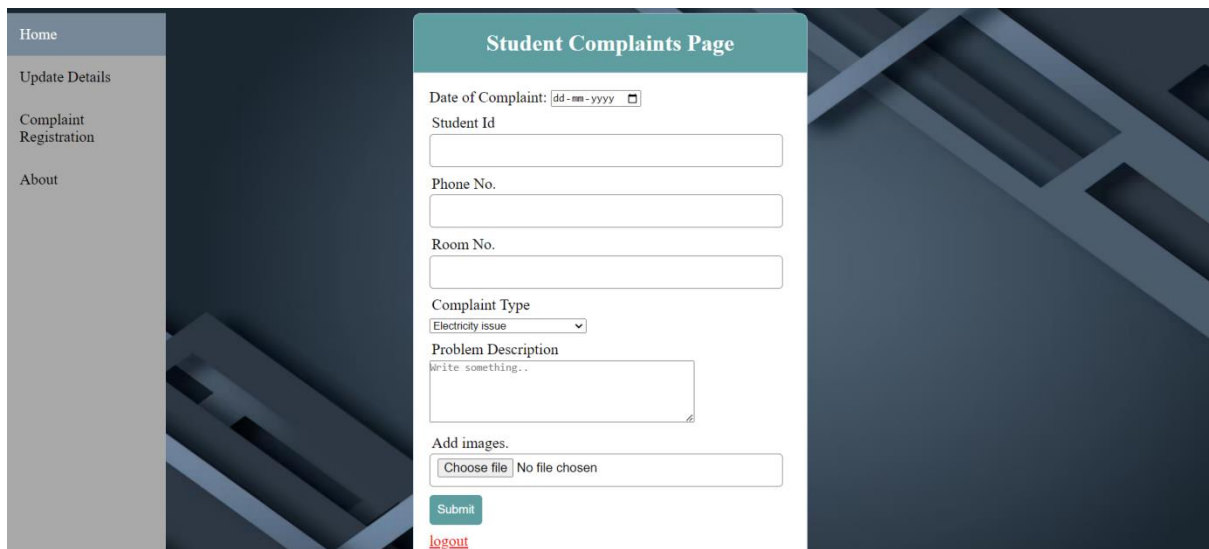 Home
Update Details
Complaint
Registration
About
Student Complaints Page
Date of Complaint: dd-mm-yyyy
Student Id
Phone No.
Room No.
Complaint Type
Electricity issue
Problem Description
Write something..
Add images.
Choose file No file chosen
Submit
logout